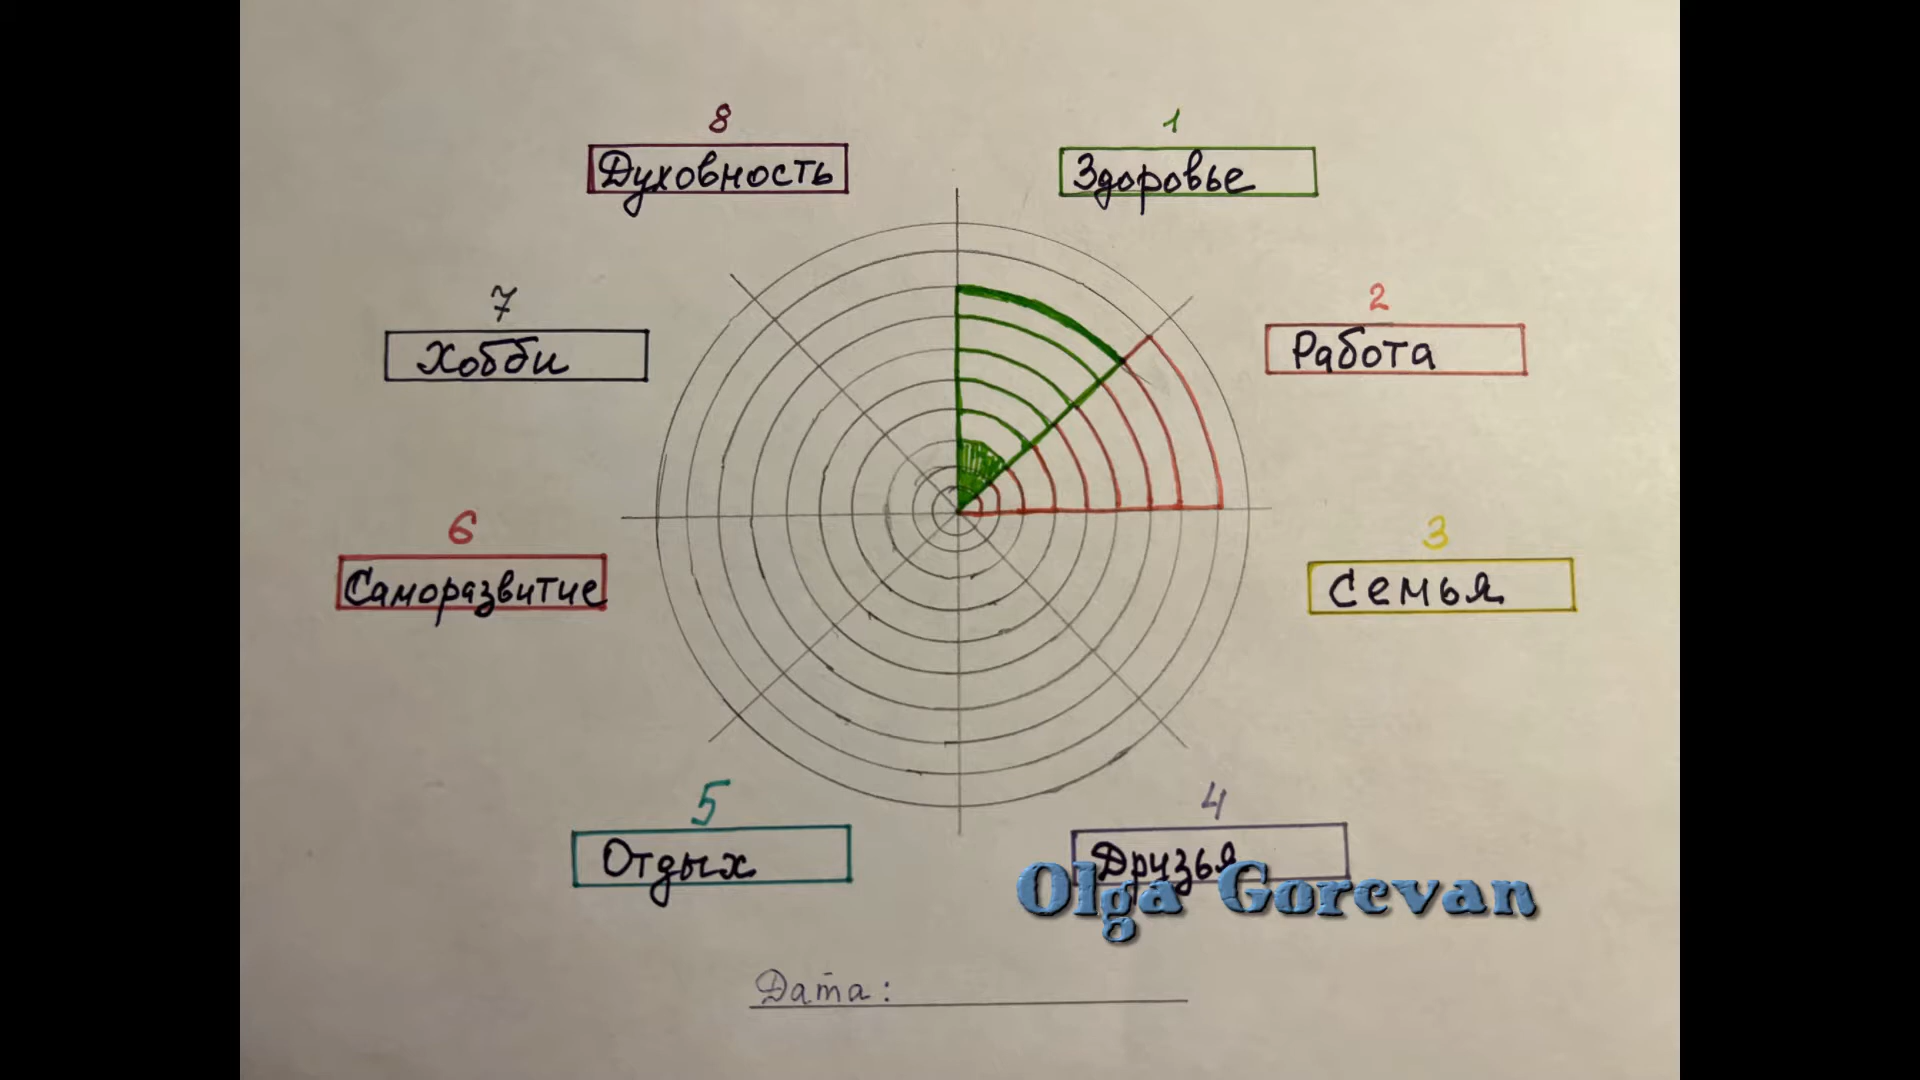 8
Духовность
1
Здоровье
7
Хобби
2
Работа
6
Саморазвитие
3
Семья
5
Отдых
4
Друзья
Olga Gorevan
Дата: